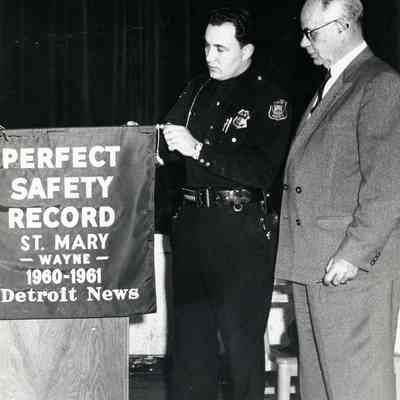 PERFECT
SAFETY
RECORD
ST. MARY
— WAYNE —
1960-1961
Detroit News